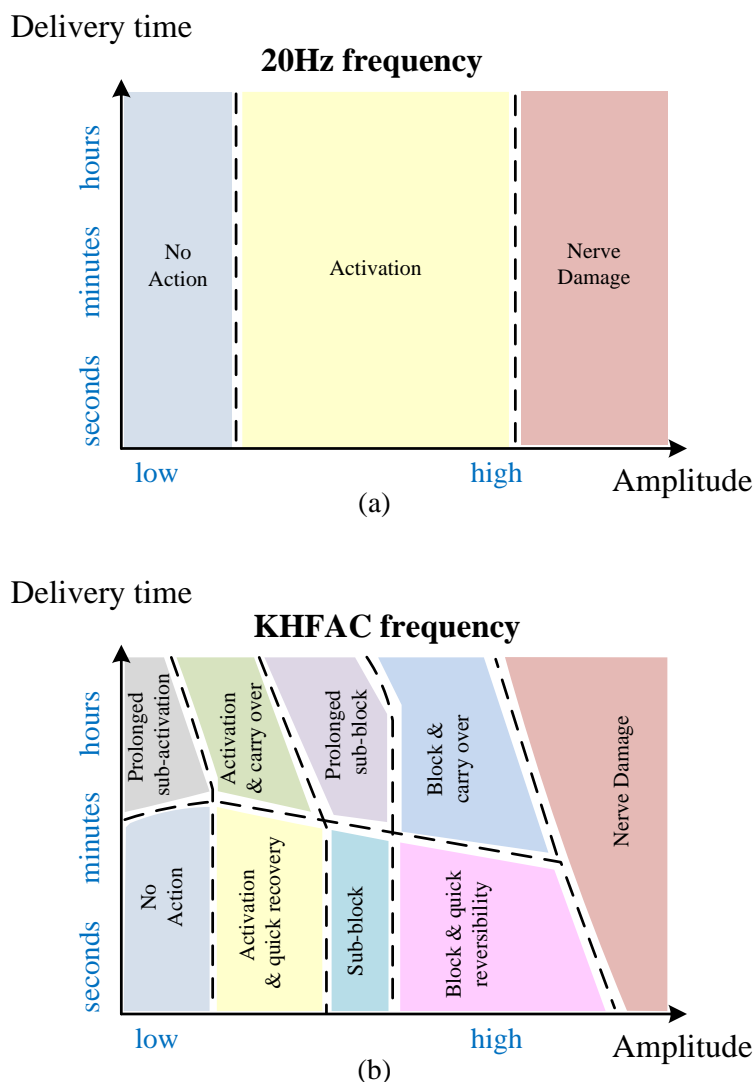 Delivery time
20Hz frequency
hours
minutes
seconds
No
Action
Activation
Nerve
Damage
low
high
Amplitude
(a)
Delivery time
KHFAC frequency
hours
minutes
seconds
Prolonged
sub-activation
Activation
& carry over
Prolonged
sub-block
Block &
carry over
Nerve Damage
No
Action
Activation
& quick recovery
Sub-block
Block & quick
reversibility
low
high
Amplitude
(b)